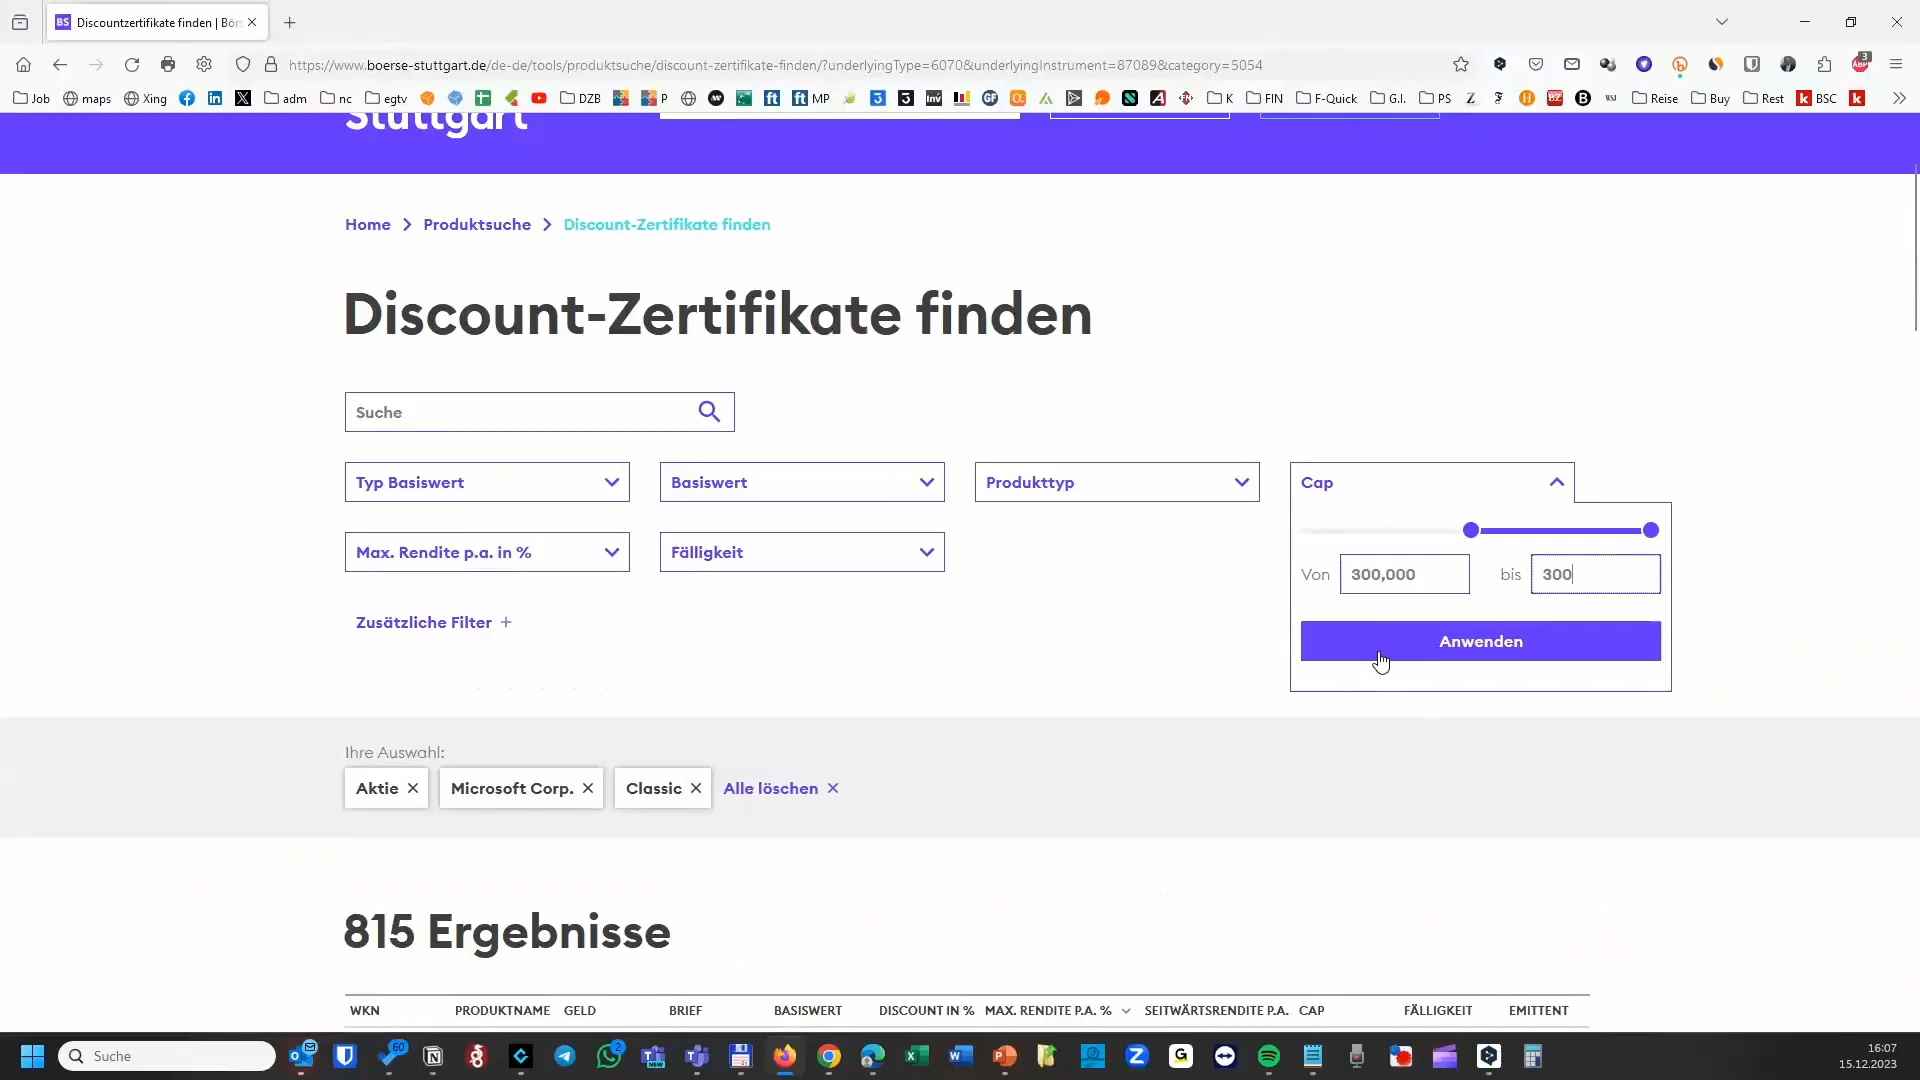 Discountzertifikate finden | Bör
https://www.boerse-stuttgart.de/de-de/tools/produktsuche/discount-zertifikate-finden/?underlyingType=6070&underlyingInstrument=87089&category=5054
Job maps Xing adm nc egtv DZB P MP K FIN F-Quick G.I. PS WSJ Reise Buy Rest BSC
Stuttgart
Home > Produktsuche > Discount-Zertifikate finden
Discount-Zertifikate finden
Suche
Typ Basiswert Basiswert Produkttyp Cap
Max. Rendite p.a. in % Fälligkeit
Von 300,000 bis 300
Zusätzliche Filter +
Anwenden
Ihre Auswahl:
Aktie × Microsoft Corp. × Classic × Alle löschen ×
815 Ergebnisse
WKN PRODUKTNAME GELD BRIEF BASISWERT DISCOUNT IN % MAX. RENDITE P.A. % SEITWÄRTSRENDITE P.A. CAP FÄLLIGKEIT EMITTENT
Suche 60 2 16:07
15.12.2023